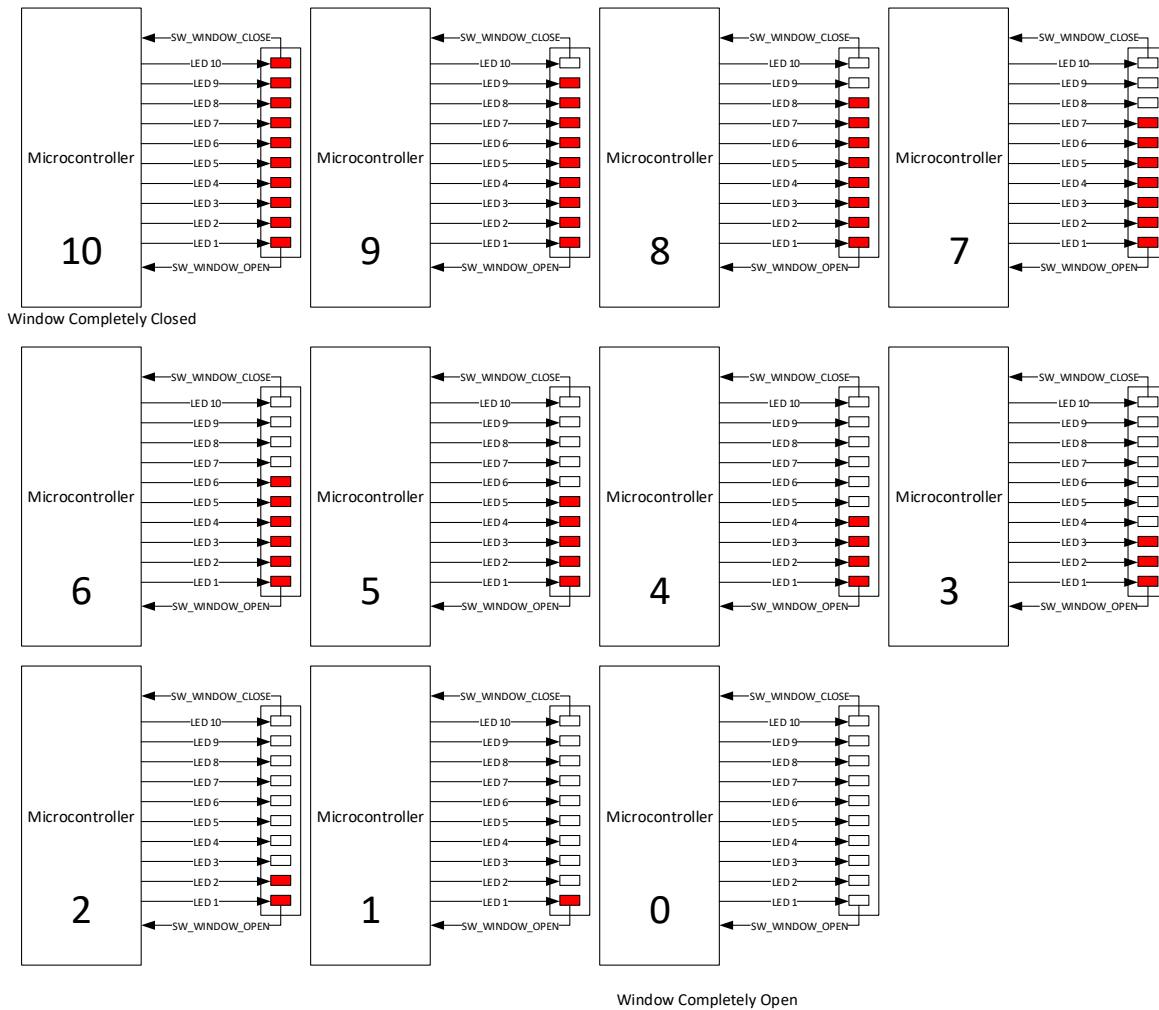 SW_WINDOW_CLOSE
LED 10
LED 9
LED 8
LED 7
LED 6
Microcontroller
LED 5
LED 4
LED 3
LED 2
10
LED 1
SW_WINDOW_OPEN
Window Completely Closed
SW_WINDOW_CLOSE
LED 10
LED 9
LED 8
LED 7
LED 6
Microcontroller
LED 5
LED 4
LED 3
LED 2
9
LED 1
SW_WINDOW_OPEN
SW_WINDOW_CLOSE
LED 10
LED 9
LED 8
LED 7
LED 6
Microcontroller
LED 5
LED 4
LED 3
LED 2
8
LED 1
SW_WINDOW_OPEN
SW_WINDOW_CLOSE
LED 10
LED 9
LED 8
LED 7
LED 6
Microcontroller
LED 5
LED 4
LED 3
LED 2
7
LED 1
SW_WINDOW_OPEN
SW_WINDOW_CLOSE
LED 10
LED 9
LED 8
LED 7
LED 6
Microcontroller
LED 5
LED 4
LED 3
LED 2
6
LED 1
SW_WINDOW_OPEN
SW_WINDOW_CLOSE
LED 10
LED 9
LED 8
LED 7
LED 6
Microcontroller
LED 5
LED 4
LED 3
LED 2
5
LED 1
SW_WINDOW_OPEN
SW_WINDOW_CLOSE
LED 10
LED 9
LED 8
LED 7
LED 6
Microcontroller
LED 5
LED 4
LED 3
LED 2
4
LED 1
SW_WINDOW_OPEN
SW_WINDOW_CLOSE
LED 10
LED 9
LED 8
LED 7
LED 6
Microcontroller
LED 5
LED 4
LED 3
LED 2
3
LED 1
SW_WINDOW_OPEN
SW_WINDOW_CLOSE
LED 10
LED 9
LED 8
LED 7
LED 6
Microcontroller
LED 5
LED 4
LED 3
LED 2
2
LED 1
SW_WINDOW_OPEN
SW_WINDOW_CLOSE
LED 10
LED 9
LED 8
LED 7
LED 6
Microcontroller
LED 5
LED 4
LED 3
LED 2
1
LED 1
SW_WINDOW_OPEN
SW_WINDOW_CLOSE
LED 10
LED 9
LED 8
LED 7
LED 6
Microcontroller
LED 5
LED 4
LED 3
LED 2
0
LED 1
SW_WINDOW_OPEN
Window Completely Open